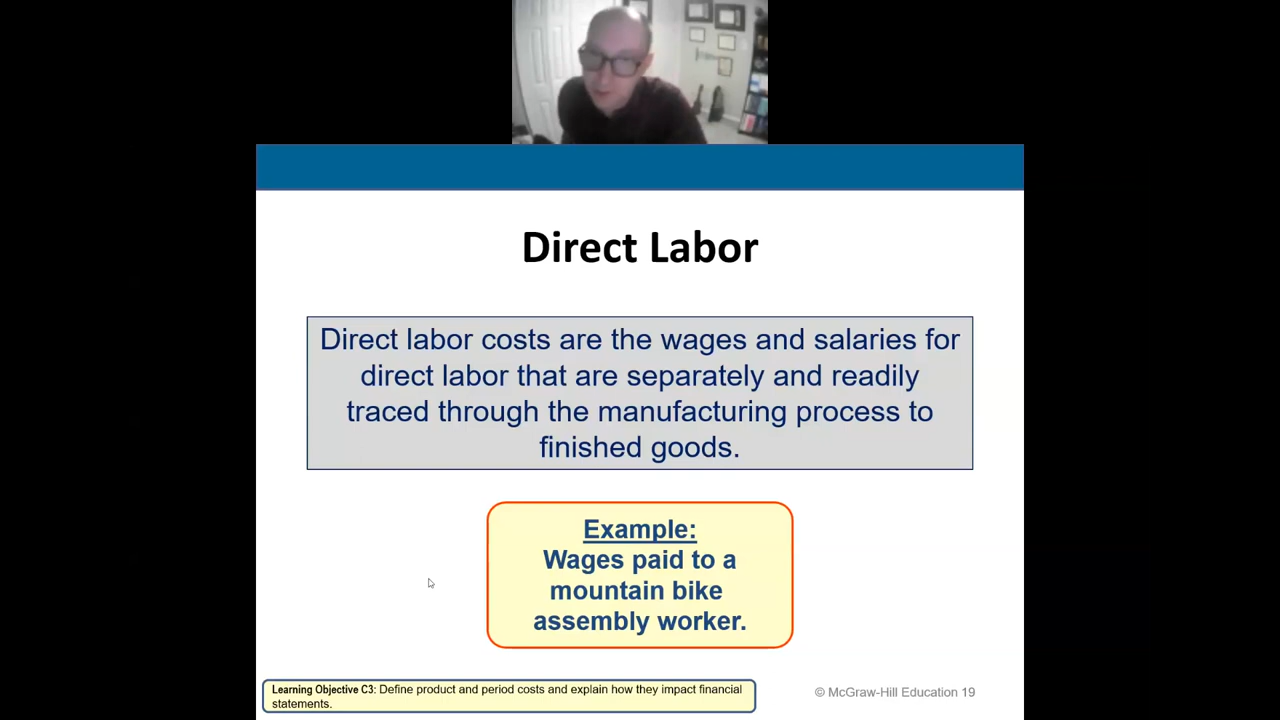 Direct Labor
Direct labor costs are the wages and salaries for
direct labor that are separately and readily
traced through the manufacturing process to
finished goods.
Example:
Wages paid to a
mountain bike
assembly worker.
Learning Objective C3: Define product and period costs and explain how they impact financial
statements.
© McGraw-Hill Education 19